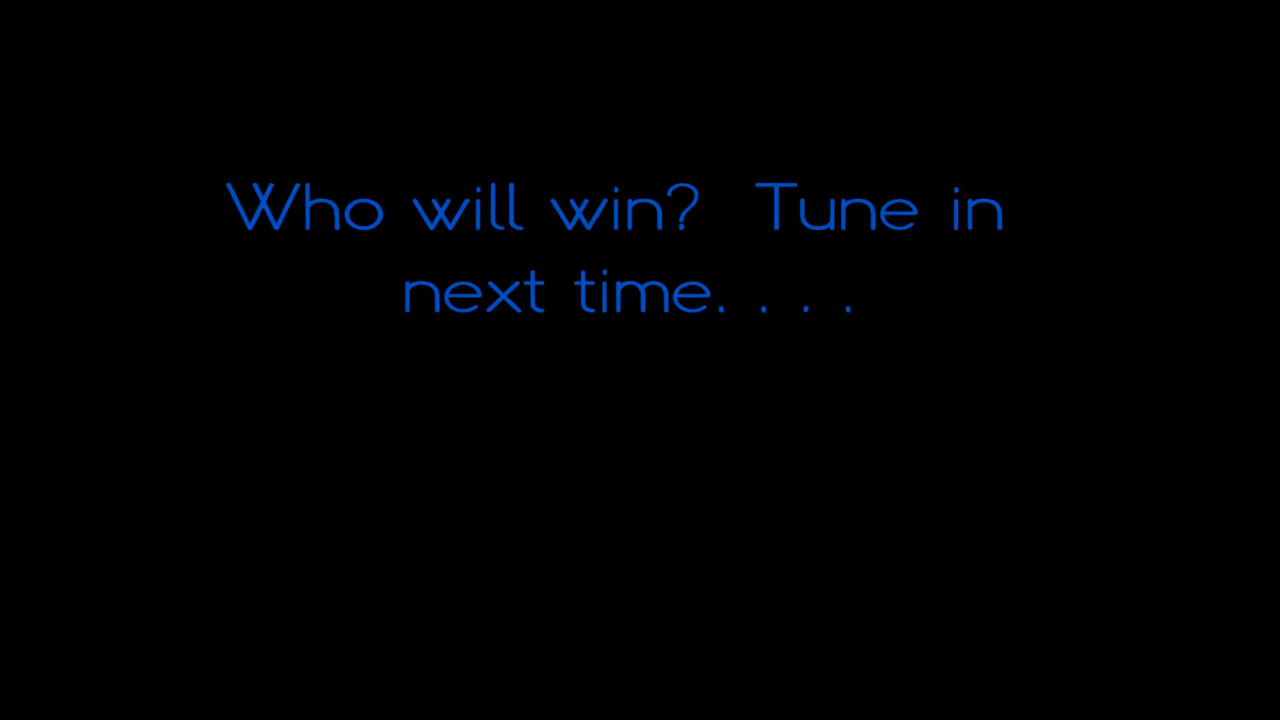 Who will win?  Tune in
next time. . . .